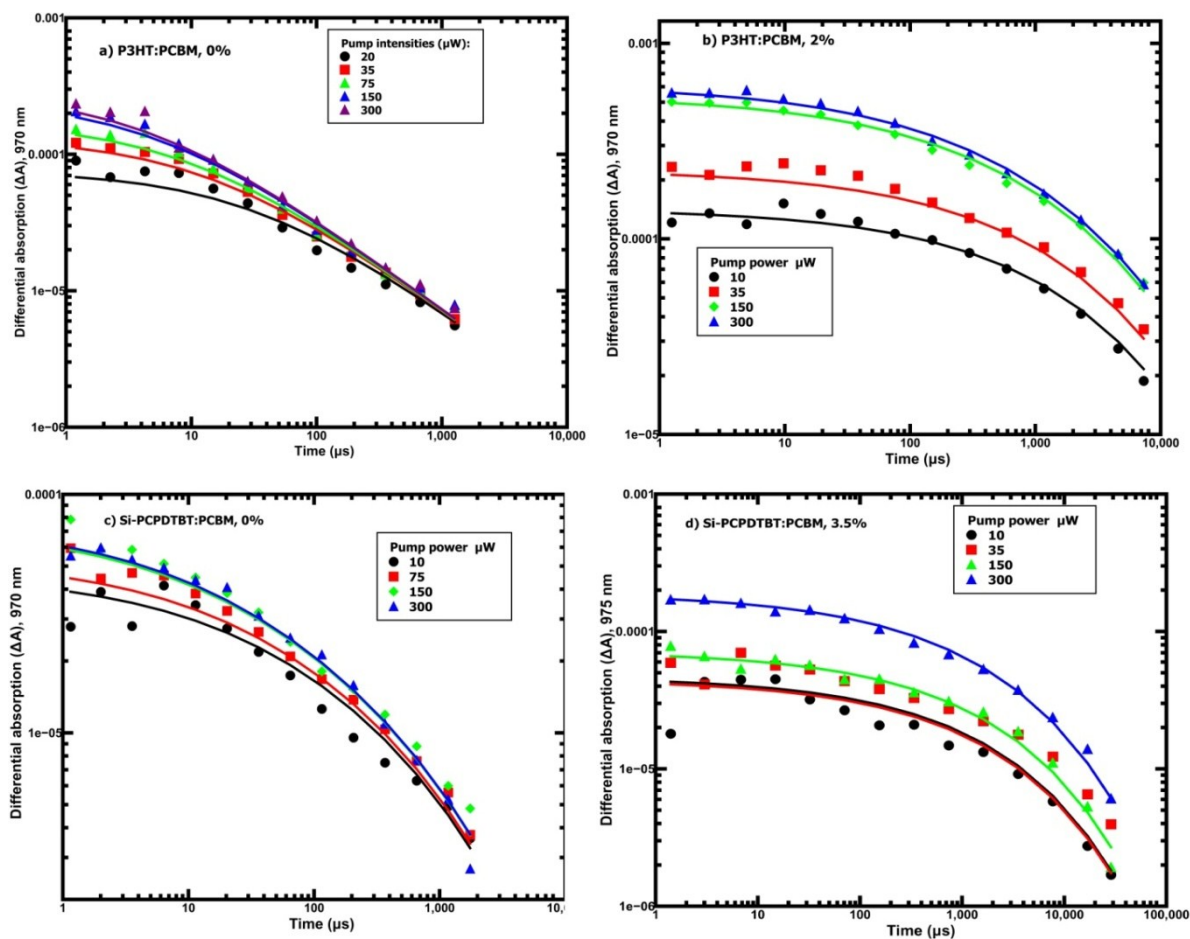 a) P3HT:PCBM, 0%
Pump intensities (µW):
20
35
75
150
300
0.001
0.0001
1e-05
1e-06
Differential absorption (ΔA), 970 nm
1
10
100
1,000
10,000
Time (µs)
b) P3HT:PCBM, 2%
Pump power µW
10
35
150
300
0.001
0.0001
1e-05
Differential absorption (ΔA), 970 nm
1
10
100
1,000
10,000
Time (µs)
c) Si-PCPDTBT:PCBM, 0%
Pump power µW
10
75
150
300
0.0001
1e-05
Differential absorption (ΔA), 970 nm
1
10
100
1,000
10,
Time (µs)
d) Si-PCPDTBT:PCBM, 3.5%
Pump power µW
10
35
150
300
0.001
0.0001
1e-05
1e-06
Differential absorption (ΔA), 975 nm
1
10
100
1,000
10,000
100,000
Time (µs)